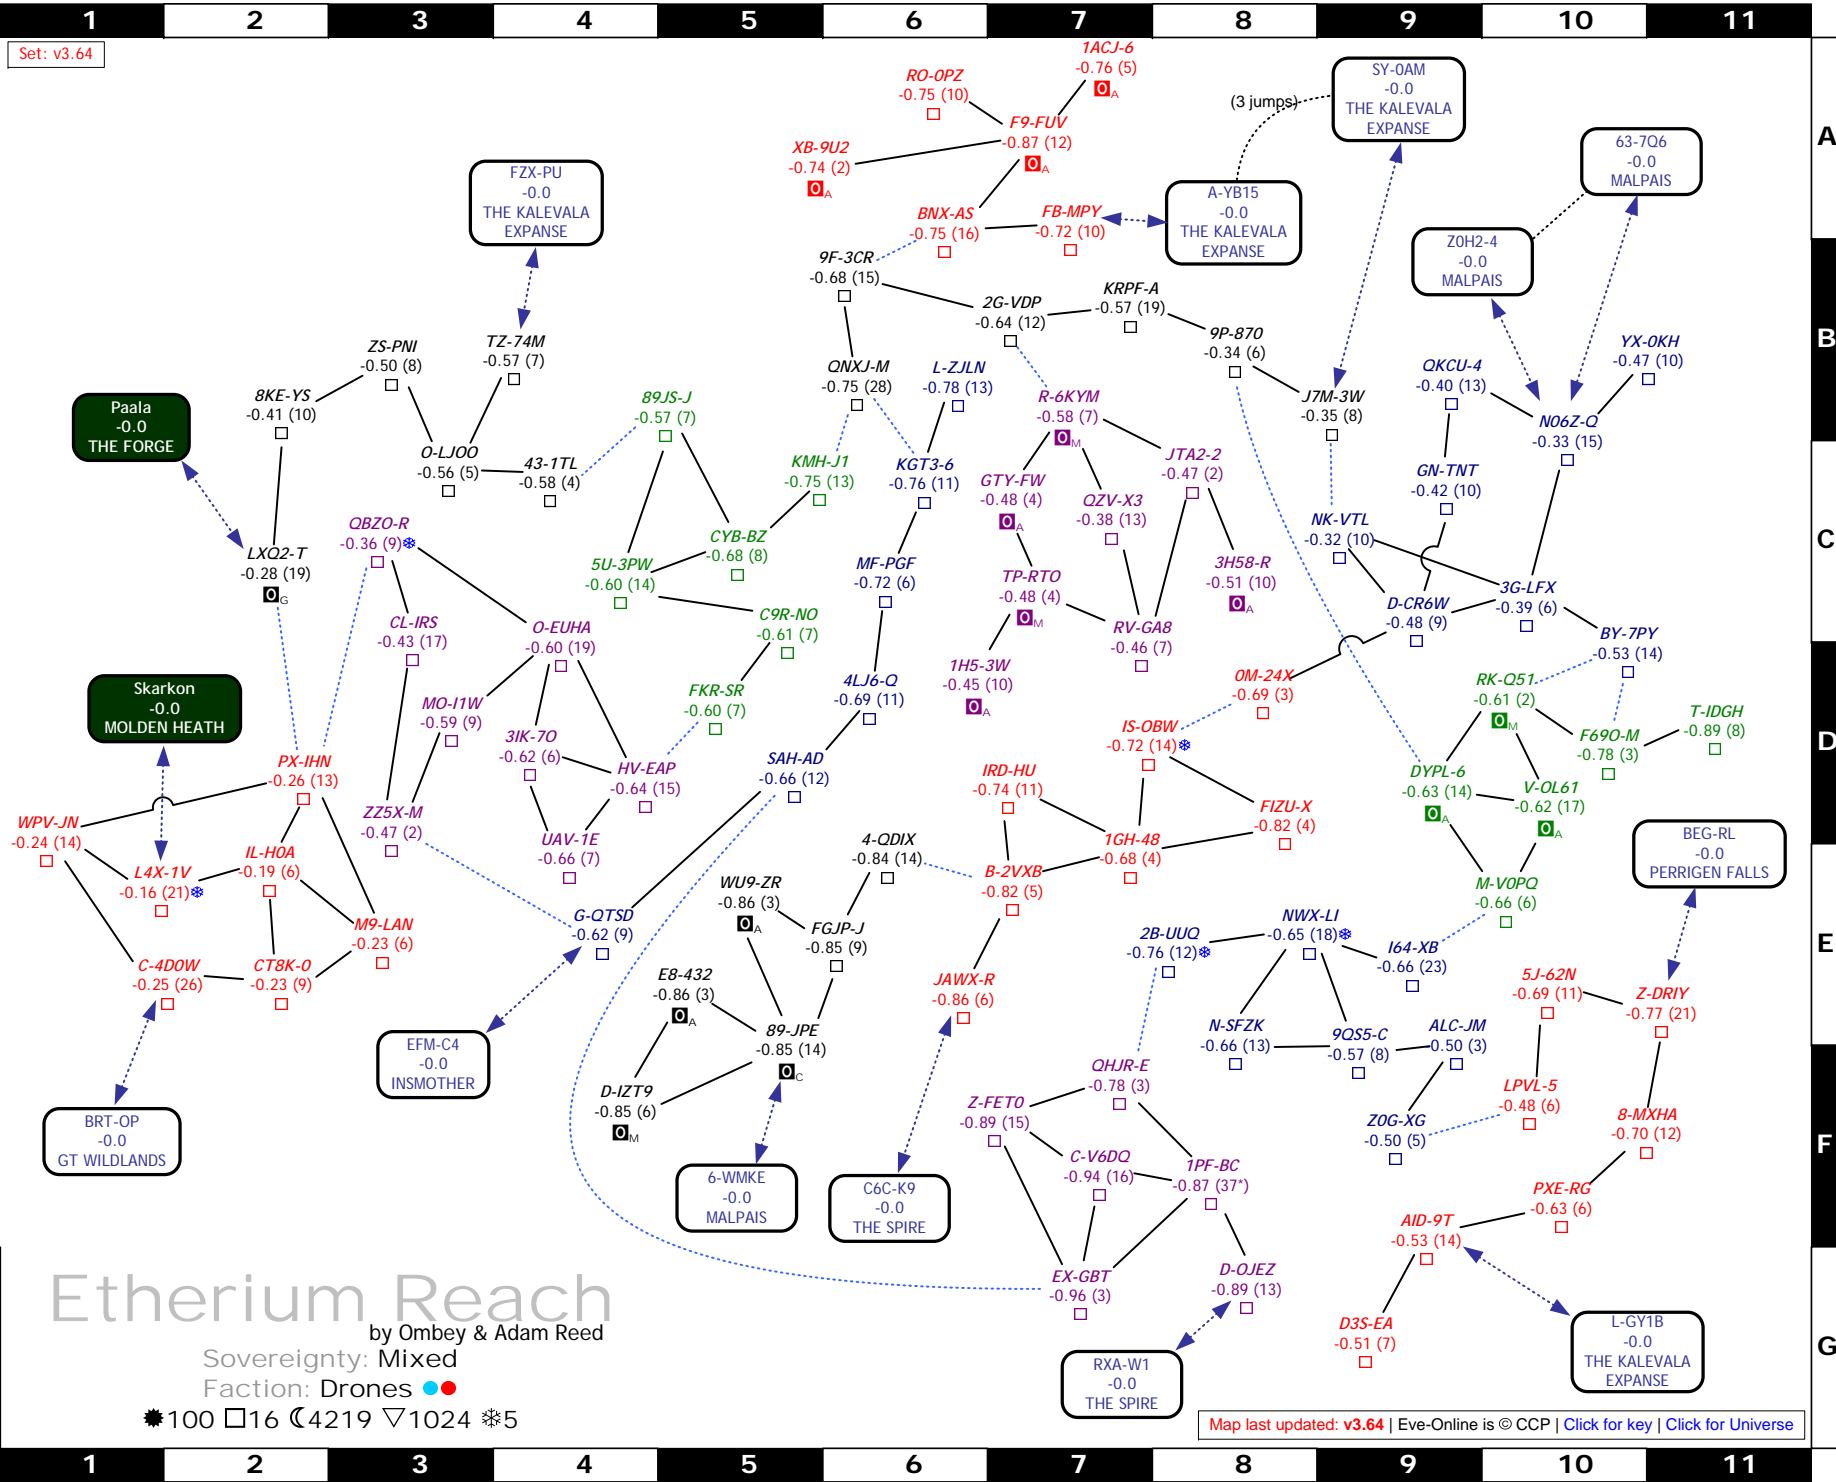 1 2 3 4 5 6 7 8 9 10 11
Set: v3.64
A
1ACJ-6
-0.76 (5)
0A
RO-0PZ
-0.75 (10)
F9-FUV
-0.87 (12)
0A
XB-9U2
-0.74 (2)
0A
(3 jumps)
SY-0AM
-0.0
THE KALEVALA
EXPANSE
63-7Q6
-0.0
MALPAIS
FZX-PU
-0.0
THE KALEVALA
EXPANSE
BNX-AS
-0.75 (16)
FB-MPY
-0.72 (10)
A-YB15
-0.0
THE KALEVALA
EXPANSE
Z0H2-4
-0.0
MALPAIS
B
9F-3CR
-0.68 (15)
2G-VDP
-0.64 (12)
KRPF-A
-0.57 (19)
9P-870
-0.34 (6)
ZS-PNI
-0.50 (8)
TZ-74M
-0.57 (7)
QNXJ-M
-0.75 (28)
L-ZJLN
-0.78 (13)
QKCU-4
-0.40 (13)
YX-0KH
-0.47 (10)
8KE-YS
-0.41 (10)
89JS-J
-0.57 (7)
R-6KYM
-0.58 (7)
0M
J7M-3W
-0.35 (8)
N06Z-Q
-0.33 (15)
Paala
-0.0
THE FORGE
C
O-LJOO
-0.56 (5)
43-1TL
-0.58 (4)
KMH-J1
-0.75 (13)
KGT3-6
-0.76 (11)
GTY-FW
-0.48 (4)
0A
QZV-X3
-0.38 (13)
JTA2-2
-0.47 (2)
GN-TNT
-0.42 (10)
QBZO-R
-0.36 (9)❄
LXQ2-T
-0.28 (19)
0G
CYB-BZ
-0.68 (8)
5U-3PW
-0.60 (14)
MF-PGF
-0.72 (6)
TP-RTO
-0.48 (4)
0M
3H58-R
-0.51 (10)
0A
NK-VTL
-0.32 (10)
D-CR6W
-0.48 (9)
3G-LFX
-0.39 (6)
CL-IRS
-0.43 (17)
O-EUHA
-0.60 (19)
C9R-NO
-0.61 (7)
RV-GA8
-0.46 (7)
BY-7PY
-0.53 (14)
D
Skarkon
-0.0
MOLDEN HEATH
MO-I1W
-0.59 (9)
FKR-SR
-0.60 (7)
4LJ6-Q
-0.69 (11)
1H5-3W
-0.45 (10)
0A
0M-24X
-0.69 (3)
RK-Q51
-0.61 (2)
0M
3IK-7O
-0.62 (6)
IS-OBW
-0.72 (14)❄
F69O-M
-0.78 (3)
T-IDGH
-0.89 (8)
PX-IHN
-0.26 (13)
HV-EAP
-0.64 (15)
SAH-AD
-0.66 (12)
IRD-HU
-0.74 (11)
DYPL-6
-0.63 (14)
0A
V-OL61
-0.62 (17)
0A
WPV-JN
-0.24 (14)
ZZ5X-M
-0.47 (2)
FIZU-X
-0.82 (4)
UAV-1E
-0.66 (7)
4-QDIX
-0.84 (14)
1GH-48
-0.68 (4)
BEG-RL
-0.0
PERRIGEN FALLS
E
IL-H0A
-0.19 (6)
L4X-1V
-0.16 (21)❄
WU9-ZR
-0.86 (3)
0A
B-2VXB
-0.82 (5)
M-V0PQ
-0.66 (6)
M9-LAN
-0.23 (6)
G-QTSD
-0.62 (9)
FGJP-J
-0.85 (9)
2B-UUQ
-0.76 (12)❄
NWX-LI
-0.65 (18)❄
I64-XB
-0.66 (23)
C-4D0W
-0.25 (26)
CT8K-0
-0.23 (9)
E8-432
-0.86 (3)
0A
JAWX-R
-0.86 (6)
5J-62N
-0.69 (11)
Z-DRIY
-0.77 (21)
EFM-C4
-0.0
INSMOTHER
89-JPE
-0.85 (14)
0C
N-SFZK
-0.66 (13)
9QS5-C
-0.57 (8)
ALC-JM
0.50 (3)
F
D-IZT9
-0.85 (6)
0M
QHJR-E
-0.78 (3)
Z-FET0
-0.89 (15)
LPVL-5
-0.48 (6)
BRT-OP
-0.0
GT WILDLANDS
Z0G-XG
-0.50 (5)
8-MXHA
-0.70 (12)
C-V6DQ
-0.94 (16)
1PF-BC
-0.87 (37*)
6-WMKE
-0.0
MALPAIS
C6C-K9
-0.0
THE SPIRE
PXE-RG
-0.63 (6)
AID-9T
-0.53 (14)
G
EX-GBT
-0.96 (3)
D-OJEZ
-0.89 (13)
D3S-EA
-0.51 (7)
L-GY1B
-0.0
THE KALEVALA
EXPANSE
RXA-W1
-0.0
THE SPIRE
Etherium Reach
by Ombey & Adam Reed
Sovereignty: Mixed
Faction: Drones
100 16 4219 1024 5
Map last updated: v3.64 | Eve-Online is © CCP | Click for key | Click for Universe
1 2 3 4 5 6 7 8 9 10 11